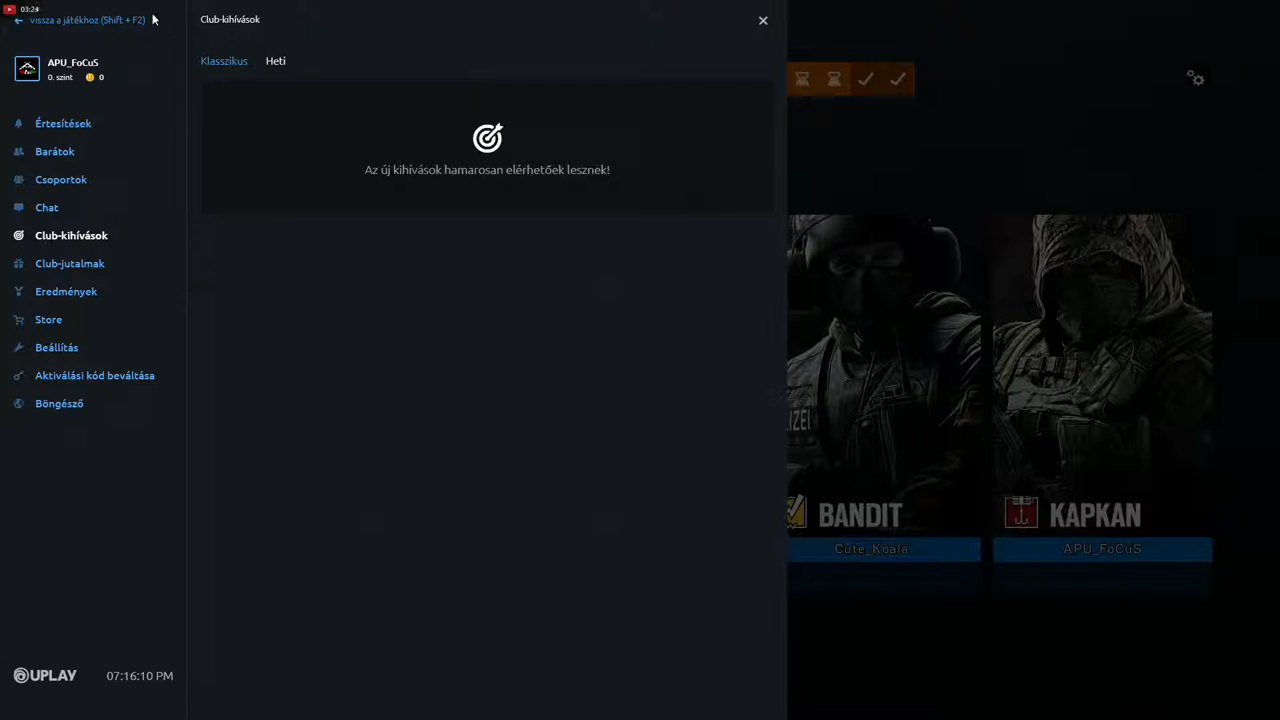 03:24
vissza a játékhoz (Shift + F2)
APU_FoCuS
0. szint 0
Értesítések
Barátok
Csoportok
Chat
Club-kihívások
Club-jutalmak
Eredmények
Store
Beállítás
Aktiválási kód beváltása
Böngésző
UPLAY 07:16:10 PM
Club-kihívások
Klasszikus Heti
Az új kihívások hamarosan elérhetőek lesznek!
IZEI
BANDIT
Cute_Koala
KAPKAN
APU_FoCuS